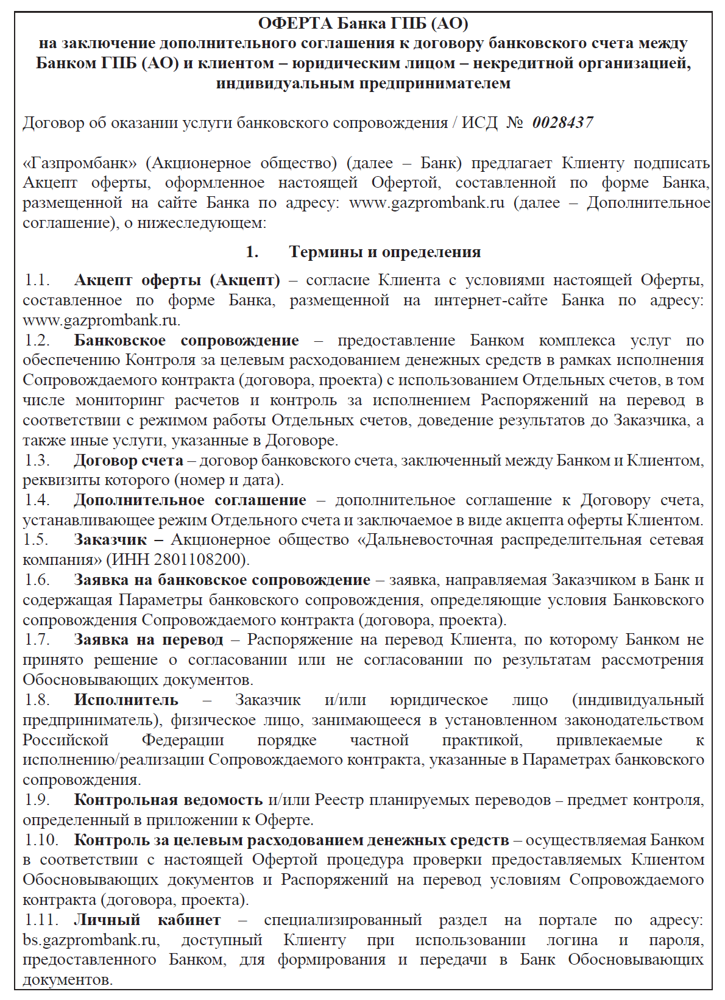 ОФЕРТА Банка ГПБ (АО)
на заключение дополнительного соглашения к договору банковского счета между
Банком ГПБ (АО) и клиентом – юридическим лицом – некредитной организацией,
индивидуальным предпринимателем
Договор об оказании услуги банковского сопровождения / ИСД № 0028437
«Газпромбанк» (Акционерное общество) (далее – Банк) предлагает Клиенту подписать
Акцепт оферты, оформленное настоящей Офертой, составленной по форме Банка,
размещенной на сайте Банка по адресу: www.gazprombank.ru (далее – Дополнительное
соглашение), о нижеследующем:
1. Термины и определения
1.1. Акцепт оферты (Акцепт) – согласие Клиента с условиями настоящей Оферты,
составленное по форме Банка, размещенной на интернет-сайте Банка по адресу:
www.gazprombank.ru.
1.2. Банковское сопровождение – предоставление Банком комплекса услуг по
обеспечению Контроля за целевым расходованием денежных средств в рамках исполнения
Сопровождаемого контракта (договора, проекта) с использованием Отдельных счетов, в том
числе мониторинг расчетов и контроль за исполнением Распоряжений на перевод в
соответствии с режимом работы Отдельных счетов, доведение результатов до Заказчика, а
также иные услуги, указанные в Договоре.
1.3. Договор счета – договор банковского счета, заключенный между Банком и Клиентом,
реквизиты которого (номер и дата).
1.4. Дополнительное соглашение – дополнительное соглашение к Договору счета,
устанавливающее режим Отдельного счета и заключаемое в виде акцепта оферты Клиентом.
1.5. Заказчик – Акционерное общество «Дальневосточная распределительная сетевая
компания» (ИНН 2801108200).
1.6. Заявка на банковское сопровождение – заявка, направляемая Заказчиком в Банк и
содержащая Параметры банковского сопровождения, определяющие условия Банковского
сопровождения Сопровождаемого контракта (договора, проекта).
1.7. Заявка на перевод – Распоряжение на перевод Клиента, по которому Банком не
принято решение о согласовании или не согласовании по результатам рассмотрения
Обосновывающих документов.
1.8. Исполнитель – Заказчик и/или юридическое лицо (индивидуальный
предприниматель), физическое лицо, занимающееся в установленном законодательством
Российской Федерации порядке частной практикой, привлекаемые к
исполнению/реализации Сопровождаемого контракта, указанные в Параметрах банковского
сопровождения.
1.9. Контрольная ведомость и/или Реестр планируемых переводов – предмет контроля,
определенный в приложении к Оферте.
1.10. Контроль за целевым расходованием денежных средств – осуществляемая Банком
в соответствии с настоящей Офертой процедура проверки предоставляемых Клиентом
Обосновывающих документов и Распоряжений на перевод условиям Сопровождаемого
контракта (договора, проекта).
1.11. Личный кабинет – специализированный раздел на портале по адресу:
bs.gazprombank.ru, доступный Клиенту при использовании логина и пароля,
предоставленного Банком, для формирования и передачи в Банк Обосновывающих
документов.